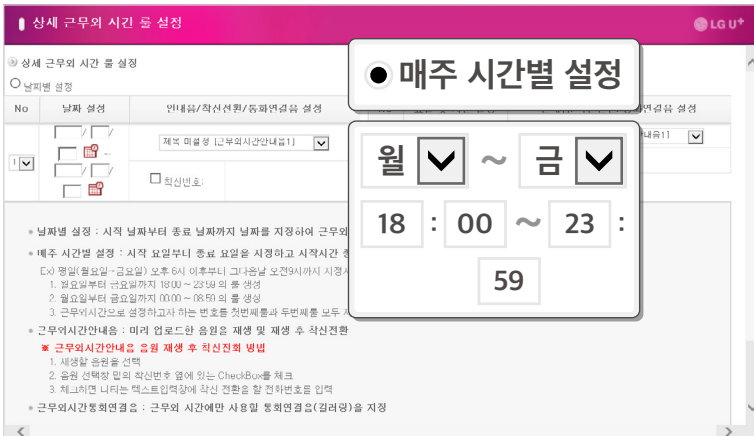 상세 근무외 시간 룰 설정
LG U+
상세 근무외 시간 룰 설정
날짜별 설정
매주 시간별 설정
No 날짜 설정 안내음/착신전환/통화연결음 설정
연결음 설정
1 / / 제목 미설정 [근무외시간안내음1]
내음1]
/ / 착신번호:
월 ~ 금
18 : 00 ~ 23 :
59
날짜별 설정 : 시작 날짜부터 종료 날짜까지 날짜를 지정하여 근무외
매주 시간별 설정 : 시작 요일부터 종료 요일을 지정하고 시작시간
Ex) 평일(월요일~금요일) 오후 6시 이후부터 그다음날 오전9시까지 지정시
1. 월요일부터 금요일까지 18:00 ~ 23:59 의 룰 생성
2. 월요일부터 금요일까지 00:00 ~ 08:59 의 룰 생성
3. 근무외시간으로 설정하고자 하는 번호를 첫번째룰과 두번째룰 모두
근무외시간안내음 : 미리 업로드한 음원을 재생 및 재생 후 착신전환
※ 근무외시간안내음 음원 재생 후 착신전화 방법
1. 재생할 음원을 선택
2. 음원 선택창 밑의 착신번호 옆에 있는 CheckBox를 체크
3. 체크하면 나타는 텍스트입력창에 착신 전환을 할 전화번호를 입력
근무외시간통화연결음 : 근무외 시간에만 사용할 통화연결음(컬러링)을 지정